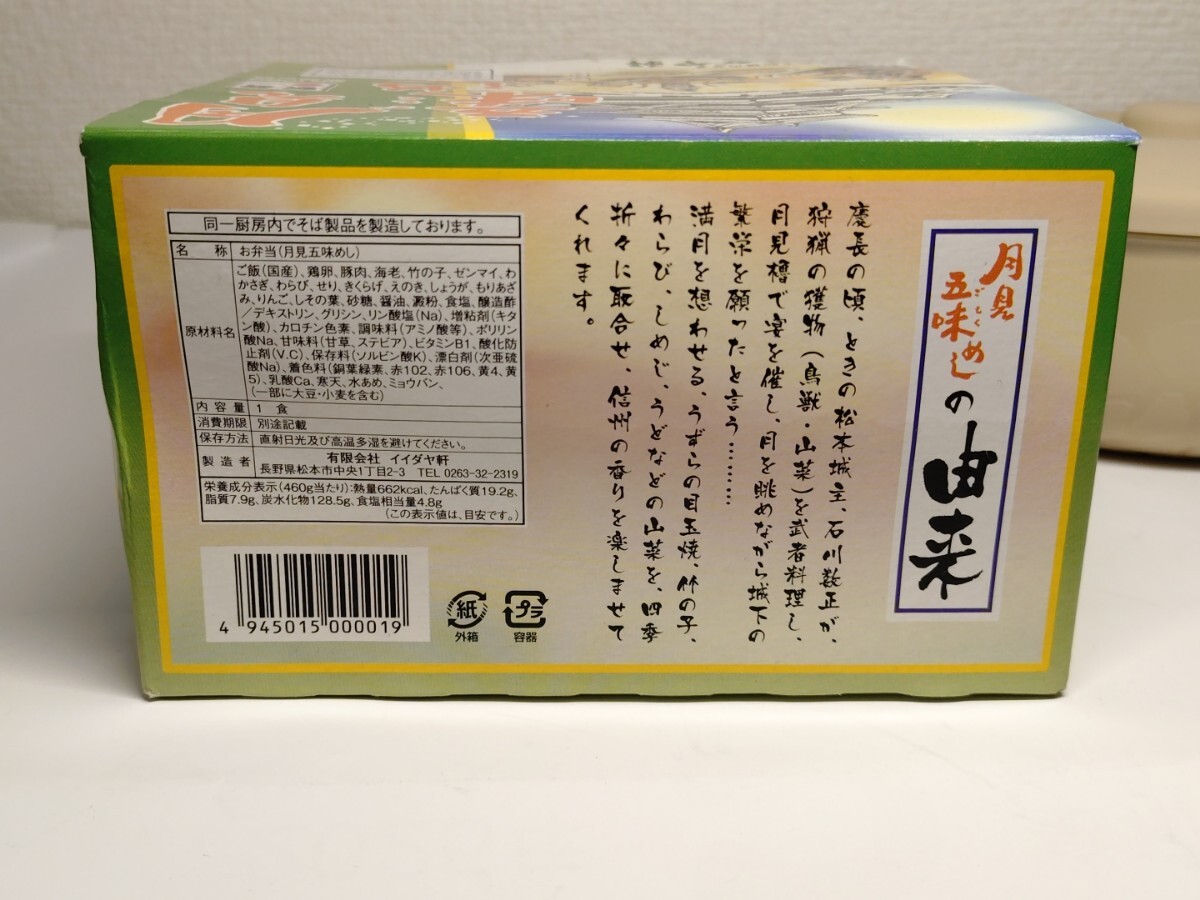 月見五味めしの由来
ごとく
慶長の頃、ときの松本城主、石川数正が、
狩猟の獲物(鳥獣・山菜)を武者料理し、
月見櫓で宴を催し、月を眺めながら城下の
繁栄を願ったと言う………
満月を想わせる、うずらの目玉焼、竹の子、
わらび、しめじ、うどなどの山菜を、四季
折々に取合せ、信州の香りを楽しませて
くれます。
同一厨房内でそば製品を製造しております。
名 称 お弁当(月見五味めし)
原材料名 ご飯(国産)、鶏卵、豚肉、海老、竹の子、ゼンマイ、わ
かさぎ、わらび、せり、きくらげ、えのき、しょうが、もりあざ
み、りんご、しその葉、砂糖、醤油、澱粉、食塩、醸造酢
/デキストリン、グリシン、リン酸塩(Na)、増粘剤(キタ
ン酸)、カロチン色素、調味料(アミノ酸等)、ポリリン
酸Na、甘味料(甘草、ステビア)、ビタミンB1、酸化防
止剤(V.C)、保存料(ソルビン酸K)、漂白剤(次亜硫
酸Na)、着色料(銅葉緑素、赤102、赤106、黄4、黄
5)、乳酸Ca、寒天、水あめ、ミョウバン、
(一部に大豆・小麦を含む)
内 容 量 1 食
消費期限 別途記載
保存方法 直射日光及び高温多湿を避けてください。
製 造 者 有限会社 イイダヤ軒
長野県松本市中央1丁目2-3 TEL 0263-32-2319
栄養成分表示(460g当たり):熱量662kcal、たんぱく質19.2g、
脂質7.9g、炭水化物128.5g、食塩相当量4.8g
(この表示値は、目安です。)
4 945015 000019
紙
外箱
プラ
容器